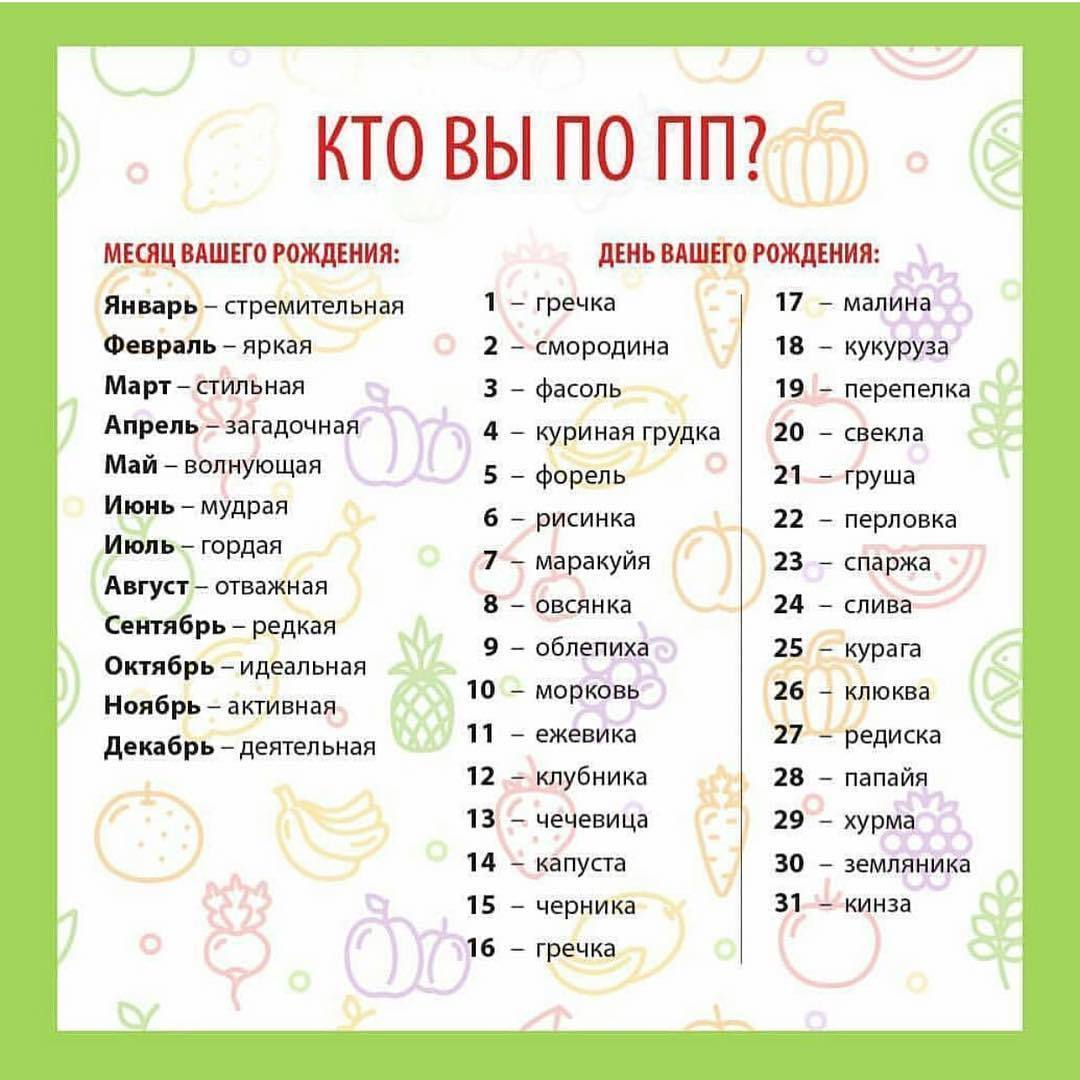 КТО ВЫ ПО ПП?
МЕСЯЦ ВАШЕГО РОЖДЕНИЯ:
Январь – стремительная
Февраль – яркая
Март – стильная
Апрель – загадочная
Май – волнующая
Июнь – мудрая
Июль – гордая
Август – отважная
Сентябрь – редкая
Октябрь – идеальная
Ноябрь – активная
Декабрь – деятельная
ДЕНЬ ВАШЕГО РОЖДЕНИЯ:
1 – гречка
2 – смородина
3 – фасоль
4 – куриная грудка
5 – форель
6 – рисинка
7 – маракуйя
8 – овсянка
9 – облепиха
10 – морковь
11 – ежевика
12 – клубника
13 – чечевица
14 – капуста
15 – черника
16 – гречка
17 – малина
18 – кукуруза
19 – перепелка
20 – свекла
21 – груша
22 – перловка
23 – спаржа
24 – слива
25 – курага
26 – клюква
27 – редиска
28 – папайя
29 – хурма
30 – земляника
31 – кинза